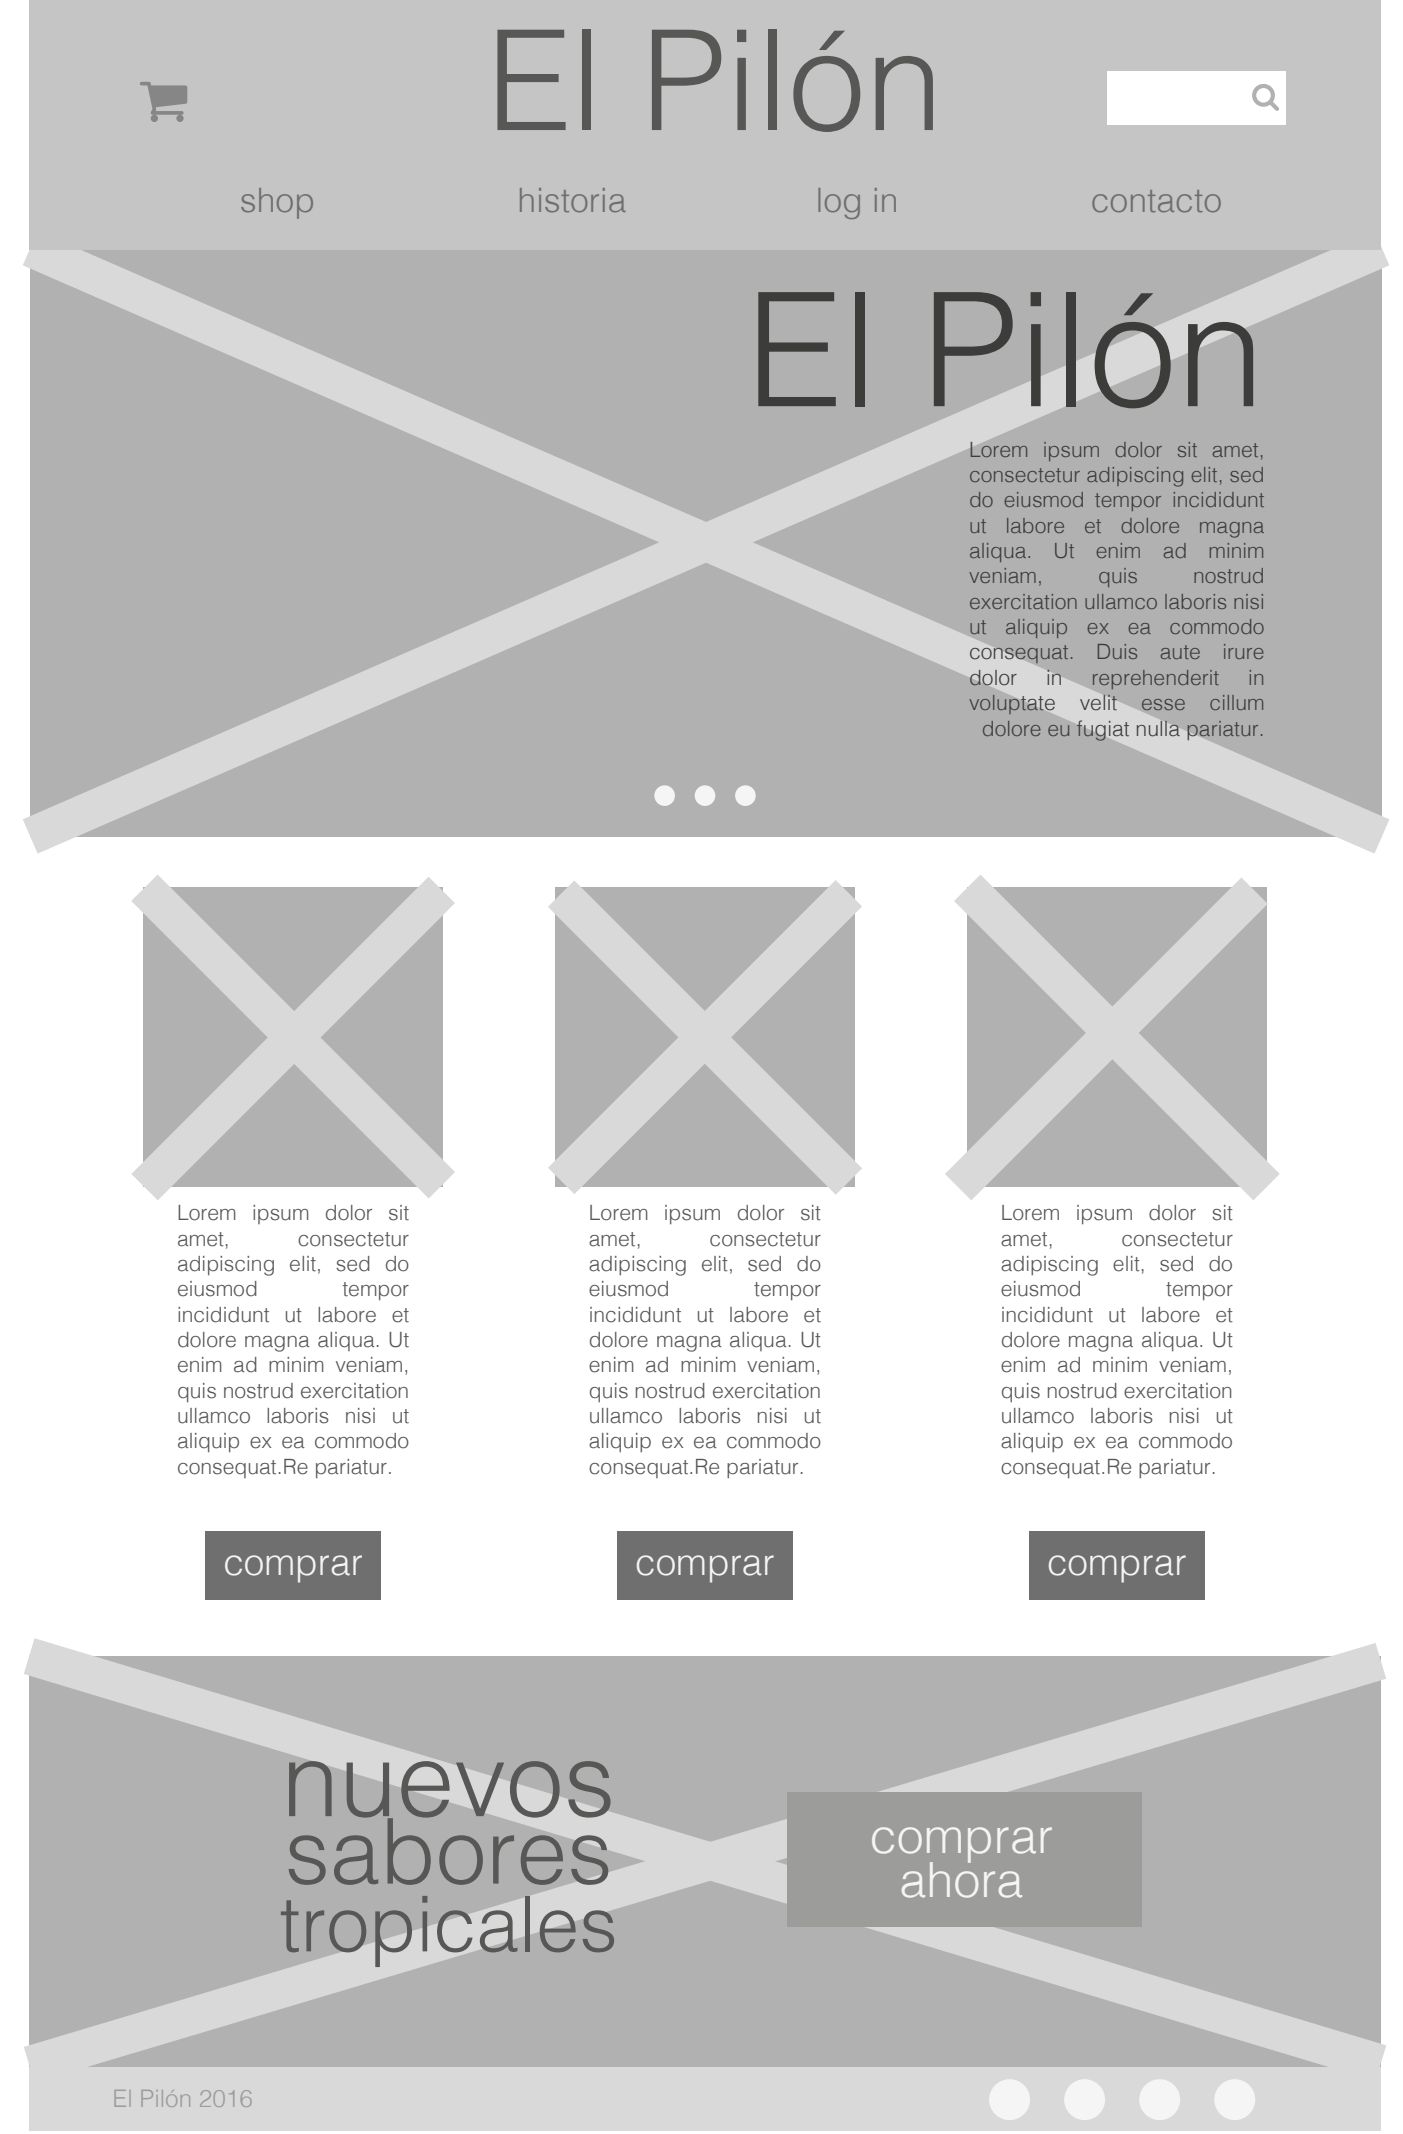 El Pilón
shop historia log in contacto
El Pilón
Lorem ipsum dolor sit amet,
consectetur adipiscing elit, sed
do eiusmod tempor incididunt
ut labore et dolore magna
aliqua. Ut enim ad minim
veniam, quis nostrud
exercitation ullamco laboris nisi
ut aliquip ex ea commodo
consequat. Duis aute irure
dolor in reprehenderit in
voluptate velit esse cillum
dolore eu fugiat nulla pariatur.
Lorem ipsum dolor sit
amet, consectetur
adipiscing elit, sed do
eiusmod tempor
incididunt ut labore et
dolore magna aliqua. Ut
enim ad minim veniam,
quis nostrud exercitation
ullamco laboris nisi ut
aliquip ex ea commodo
consequat.Re pariatur.
comprar
Lorem ipsum dolor sit
amet, consectetur
adipiscing elit, sed do
eiusmod tempor
incididunt ut labore et
dolore magna aliqua. Ut
enim ad minim veniam,
quis nostrud exercitation
ullamco laboris nisi ut
aliquip ex ea commodo
consequat.Re pariatur.
comprar
Lorem ipsum dolor sit
amet, consectetur
adipiscing elit, sed do
eiusmod tempor
incididunt ut labore et
dolore magna aliqua. Ut
enim ad minim veniam,
quis nostrud exercitation
ullamco laboris nisi ut
aliquip ex ea commodo
consequat.Re pariatur.
comprar
nuevos
sabores
tropicales
comprar
ahora
El Pilón 2016